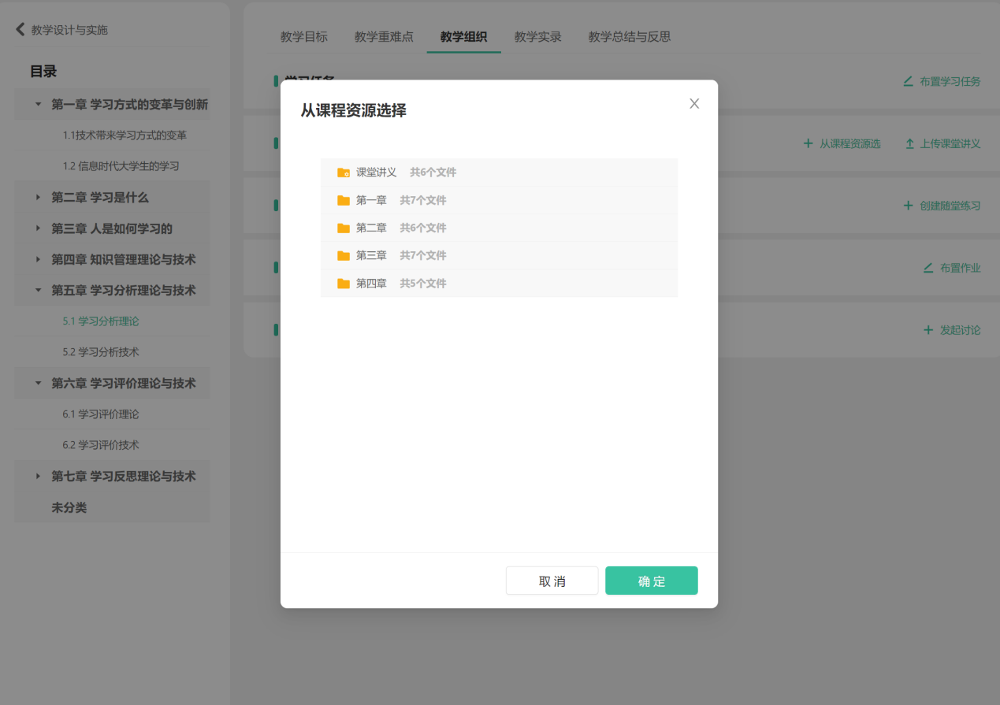 教学设计与实施
目录
第一章 学习方式的变革与创新
1.1技术带来学习方式的变革
1.2 信息时代大学生的学习
第二章 学习是什么
第三章 人是如何学习的
第四章 知识管理理论与技术
第五章 学习分析理论与技术
5.1 学习分析理论
5.2 学习分析技术
第六章 学习评价理论与技术
6.1 学习评价理论
6.2 学习评价技术
第七章 学习反思理论与技术
未分类
教学目标 教学重难点 教学组织 教学实录 教学总结与反思
学习任务 布置学习任务
从课程资源选 上传课堂讲义
创建随堂练习
布置作业
发起讨论
从课程资源选择
课堂讲义 共6个文件
第一章 共7个文件
第二章 共6个文件
第三章 共7个文件
第四章 共5个文件
取 消 确 定